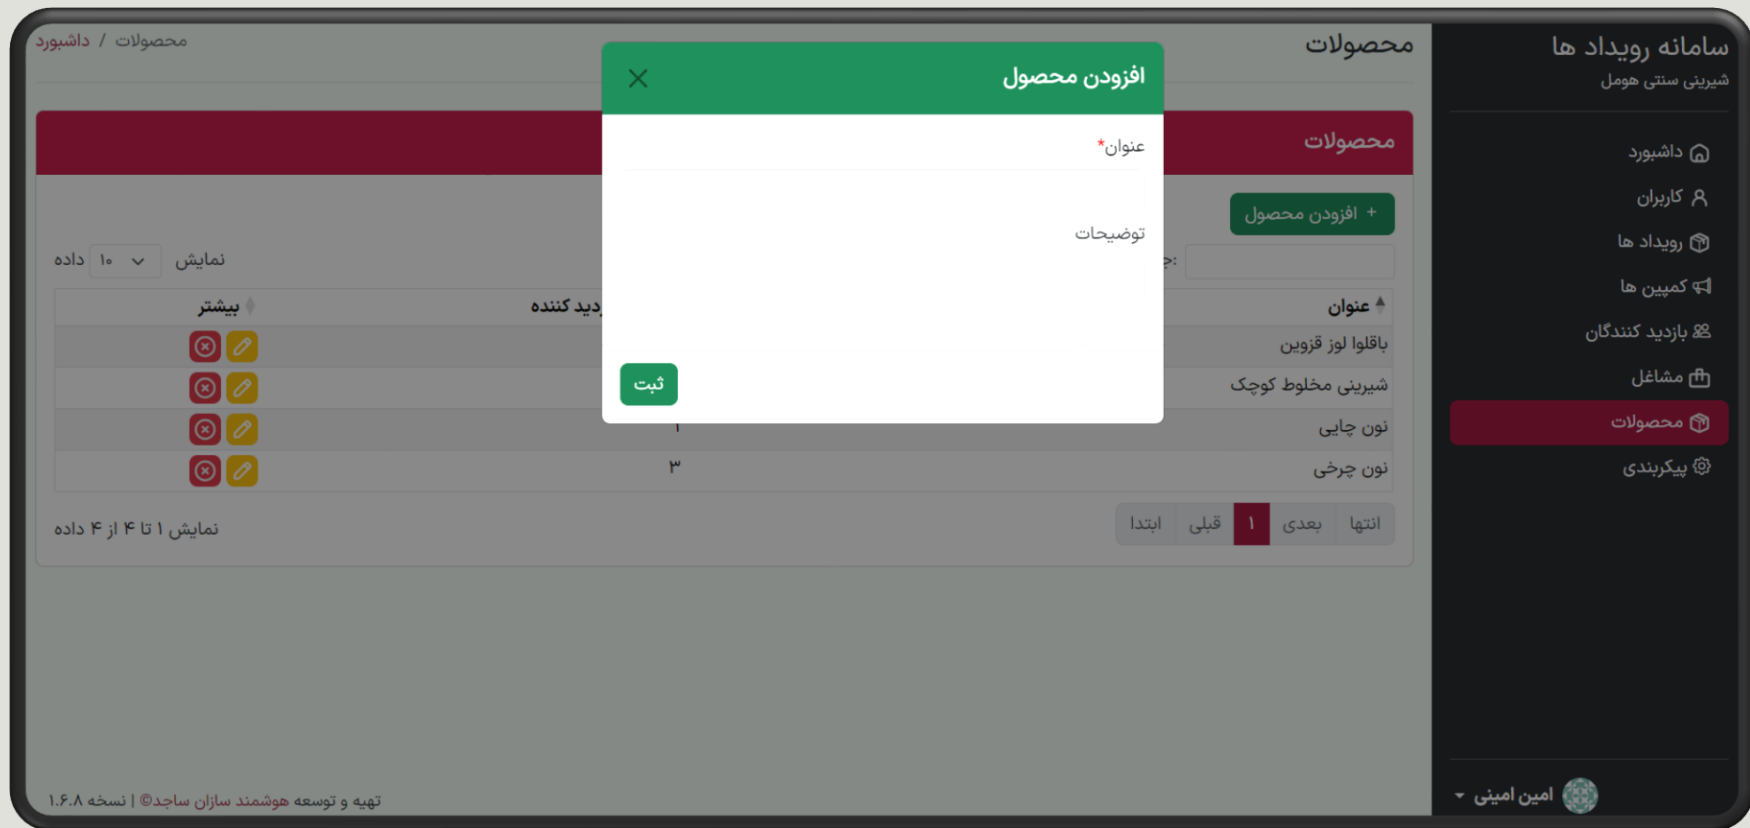 سامانه رویداد ها
شیرینی سنتی هومل
داشبورد
کاربران
رویداد ها
کمپین ها
بازدید کنندگان
مشاغل
محصولات
پیکربندی
امین امینی
محصولات
داشبورد / محصولات
محصولات
+ افزودن محصول
نمایش ۱۰ داده
عنوان
دید کننده
بیشتر
باقلوا لوز قزوین
شیرینی مخلوط کوچک
نون چایی ۱
نون چرخی ۳
انتها بعدی ۱ قبلی ابتدا
نمایش ۱ تا ۴ از ۴ داده
افزودن محصول
عنوان*
توضیحات
ثبت
تهیه و توسعه هوشمند سازان ساجد© | نسخه ۱.۶.۸